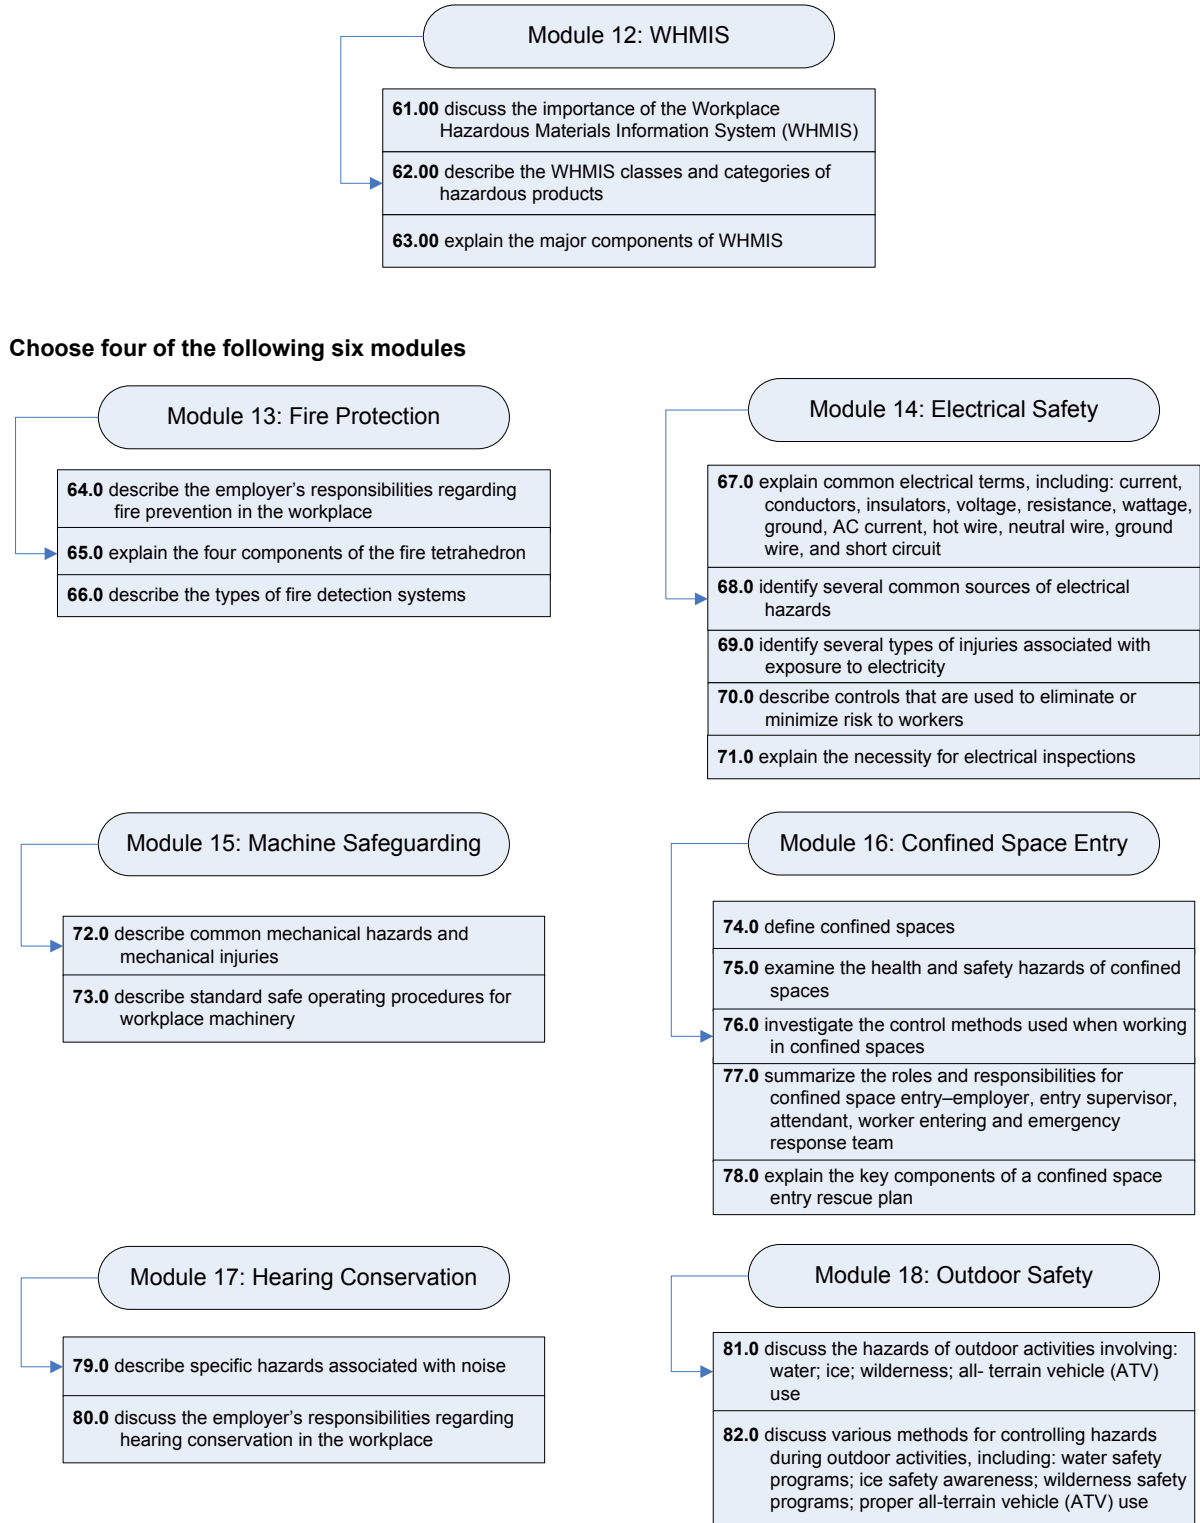 Module 12: WHMIS
61.00 discuss the importance of the Workplace
Hazardous Materials Information System (WHMIS)
62.00 describe the WHMIS classes and categories of
hazardous products
63.00 explain the major components of WHMIS
Choose four of the following six modules
Module 13: Fire Protection
64.0 describe the employer’s responsibilities regarding
fire prevention in the workplace
65.0 explain the four components of the fire tetrahedron
66.0 describe the types of fire detection systems
Module 14: Electrical Safety
67.0 explain common electrical terms, including: current,
conductors, insulators, voltage, resistance, wattage,
ground, AC current, hot wire, neutral wire, ground
wire, and short circuit
68.0 identify several common sources of electrical
hazards
69.0 identify several types of injuries associated with
exposure to electricity
70.0 describe controls that are used to eliminate or
minimize risk to workers
71.0 explain the necessity for electrical inspections
Module 15: Machine Safeguarding
72.0 describe common mechanical hazards and
mechanical injuries
73.0 describe standard safe operating procedures for
workplace machinery
Module 16: Confined Space Entry
74.0 define confined spaces
75.0 examine the health and safety hazards of confined
spaces
76.0 investigate the control methods used when working
in confined spaces
77.0 summarize the roles and responsibilities for
confined space entry–employer, entry supervisor,
attendant, worker entering and emergency
response team
78.0 explain the key components of a confined space
entry rescue plan
Module 17: Hearing Conservation
79.0 describe specific hazards associated with noise
80.0 discuss the employer’s responsibilities regarding
hearing conservation in the workplace
Module 18: Outdoor Safety
81.0 discuss the hazards of outdoor activities involving:
water; ice; wilderness; all- terrain vehicle (ATV)
use
82.0 discuss various methods for controlling hazards
during outdoor activities, including: water safety
programs; ice safety awareness; wilderness safety
programs; proper all-terrain vehicle (ATV) use